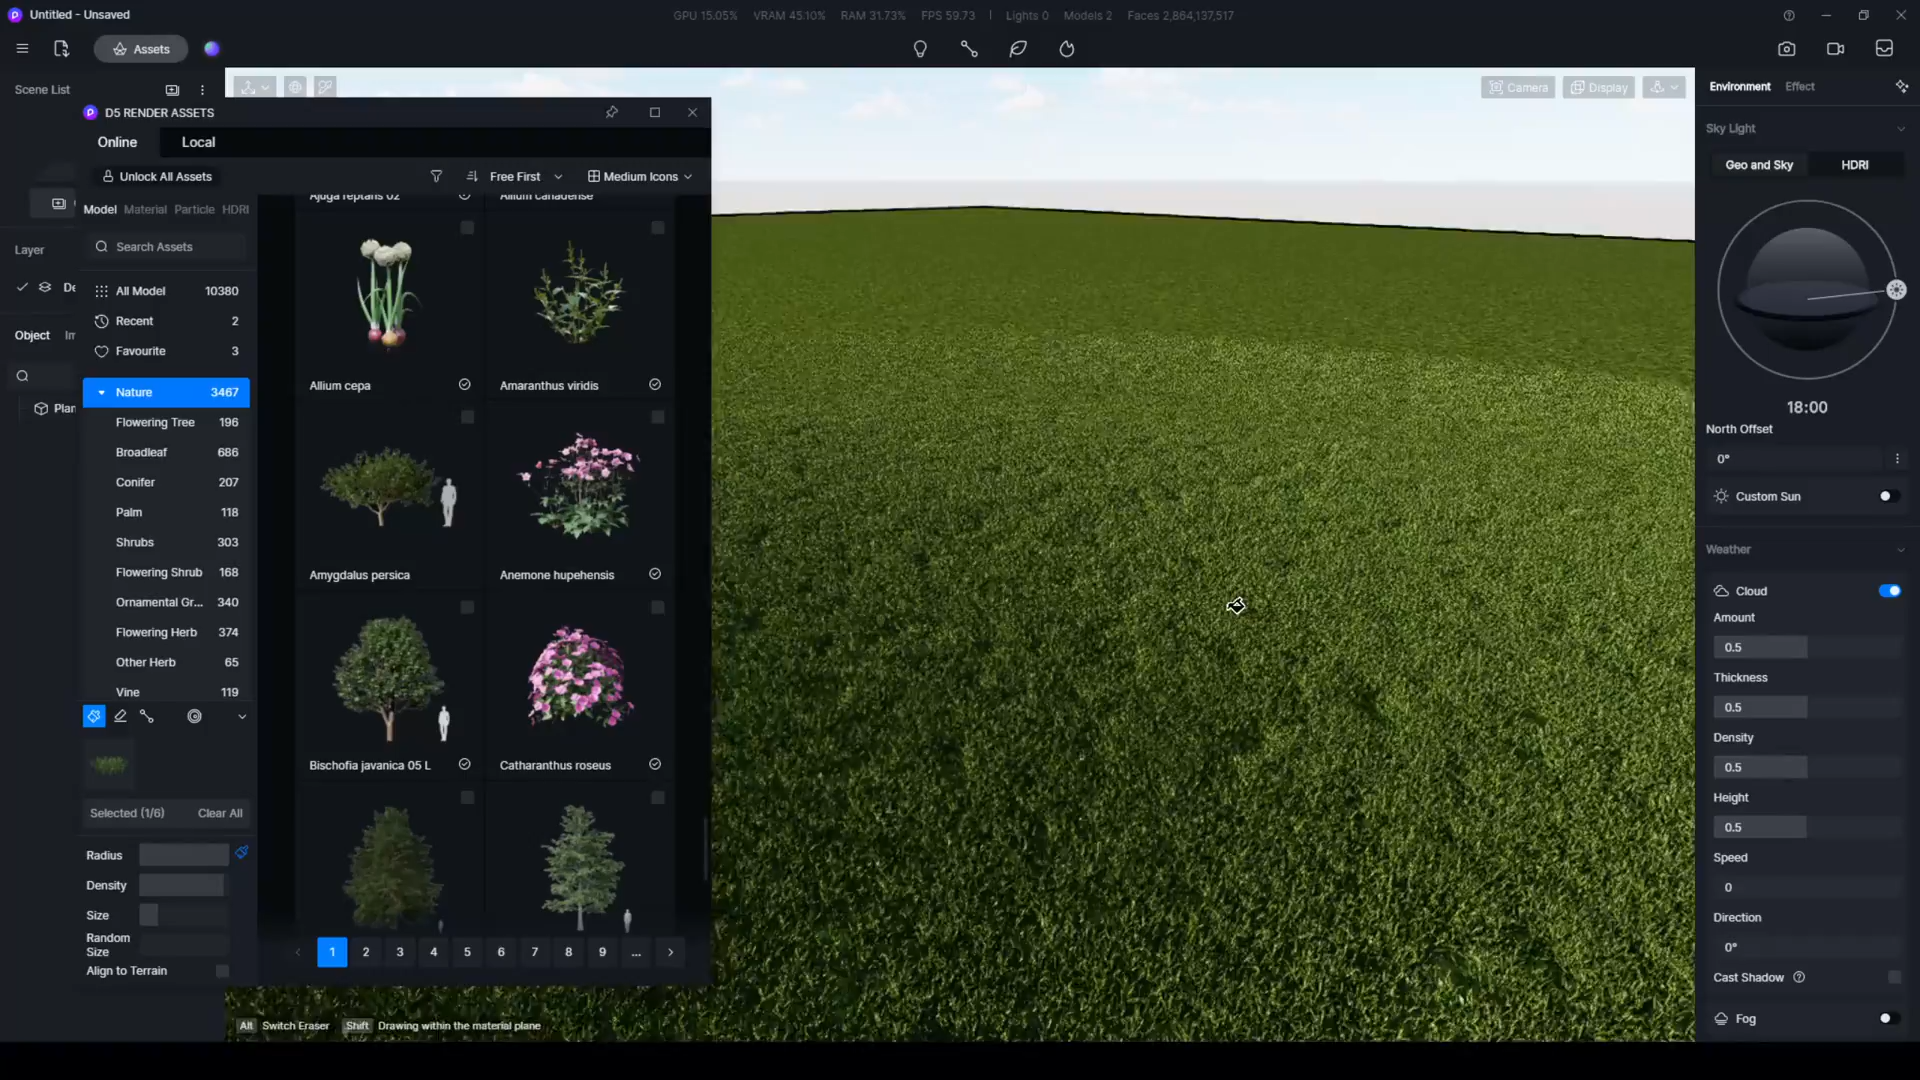 Untitled - Unsaved
GPU 15.05% VRAM 45.10% RAM 31.73% FPS 59.73 Lights 0 Models 2 Faces 2,864,137,517
Assets
Scene List
Camera
Display
Environment
Effect
D5 RENDER ASSETS
Online
Local
Unlock All Assets
Free First
Medium Icons
Model
Material
Particle
HDRI
Search Assets
All Model 10380
Recent 2
Favourite 3
Nature 3467
Flowering Tree 196
Broadleaf 686
Conifer 207
Palm 118
Shrubs 303
Flowering Shrub 168
Ornamental Gr... 340
Flowering Herb 374
Other Herb 65
Vine 119
Selected (1/6)
Clear All
Radius
Density
Size
Random
Size
Align to Terrain
Layer
De
Object
Im
Plan
Ajuga reptans 02
Allium canadense
Allium cepa
Amaranthus viridis
Amygdalus persica
Anemone hupehensis
Bischofia javanica 05 L
Catharanthus roseus
1 2 3 4 5 6 7 8 9 ...
Alt Switch Eraser Shift Drawing within the material plane
Sky Light
Geo and Sky
HDRI
18:00
North Offset
0°
Custom Sun
Weather
Cloud
Amount
0.5
Thickness
0.5
Density
0.5
Height
0.5
Speed
0
Direction
0°
Cast Shadow
Fog